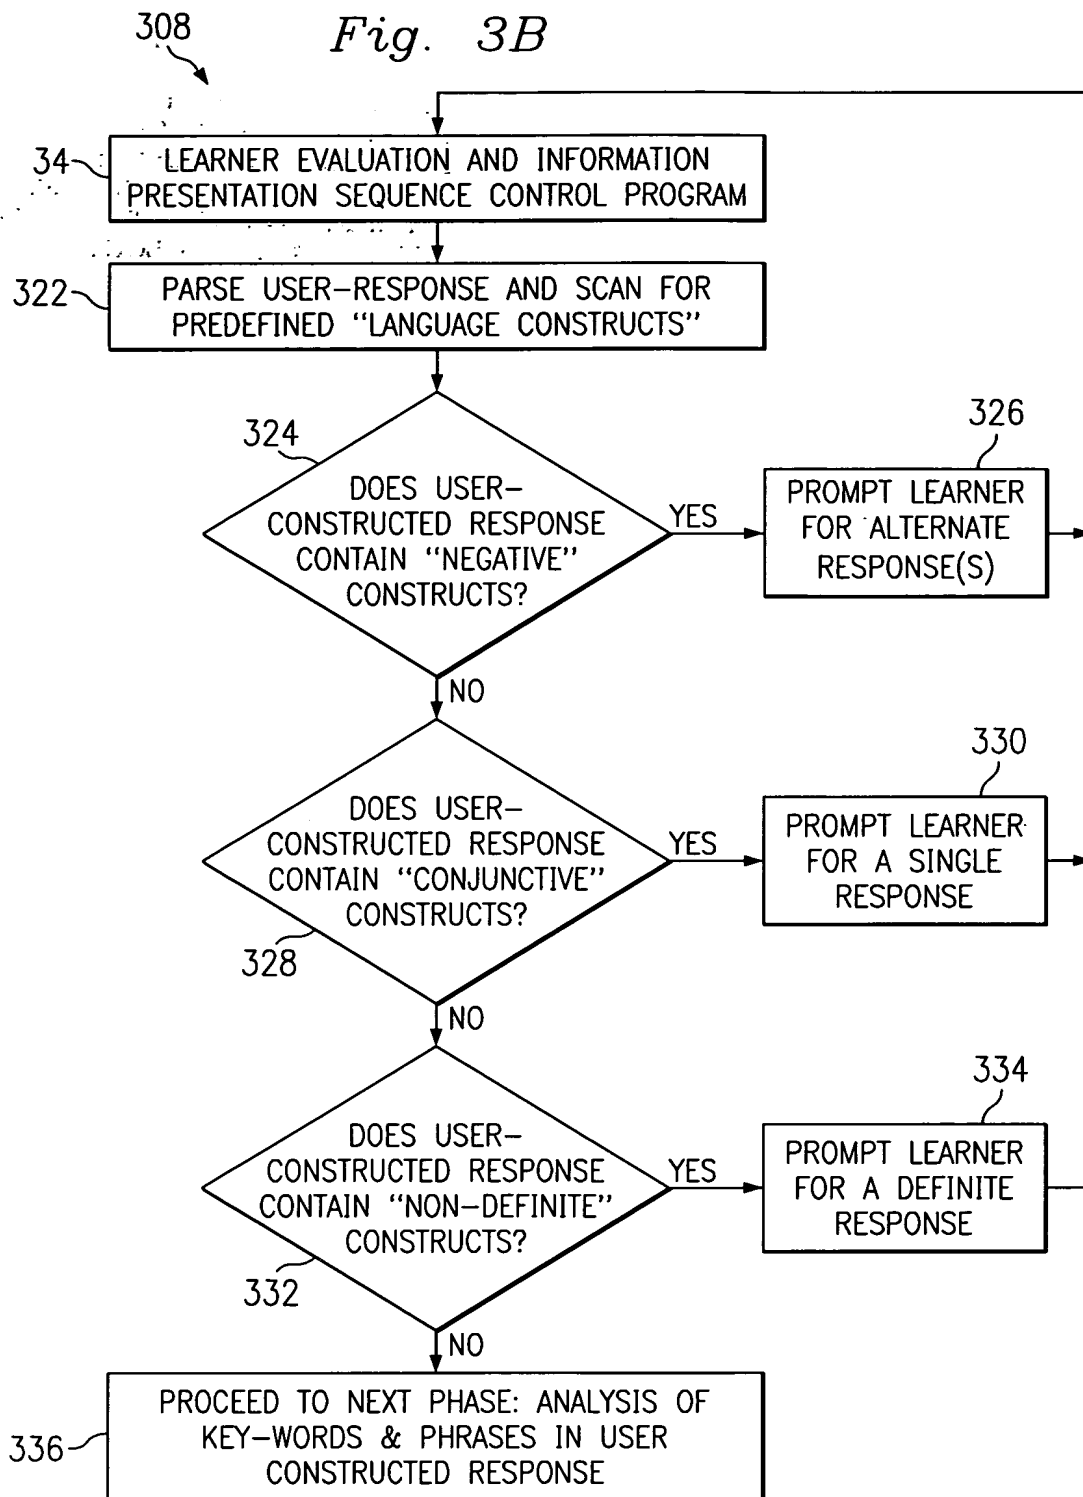 308
Fig. 3B
34
LEARNER EVALUATION AND INFORMATION
PRESENTATION SEQUENCE CONTROL PROGRAM
322
PARSE USER-RESPONSE AND SCAN FOR
PREDEFINED “LANGUAGE CONSTRUCTS”
324
DOES USER-
CONSTRUCTED RESPONSE
CONTAIN “NEGATIVE”
CONSTRUCTS?
YES
326
PROMPT LEARNER
FOR ALTERNATE
RESPONSE(S)
NO
DOES USER-
CONSTRUCTED RESPONSE
CONTAIN “CONJUNCTIVE”
CONSTRUCTS?
328
YES
330
PROMPT LEARNER
FOR A SINGLE
RESPONSE
NO
DOES USER-
CONSTRUCTED RESPONSE
CONTAIN “NON-DEFINITE”
CONSTRUCTS?
332
YES
334
PROMPT LEARNER
FOR A DEFINITE
RESPONSE
NO
336
PROCEED TO NEXT PHASE: ANALYSIS OF
KEY-WORDS & PHRASES IN USER
CONSTRUCTED RESPONSE